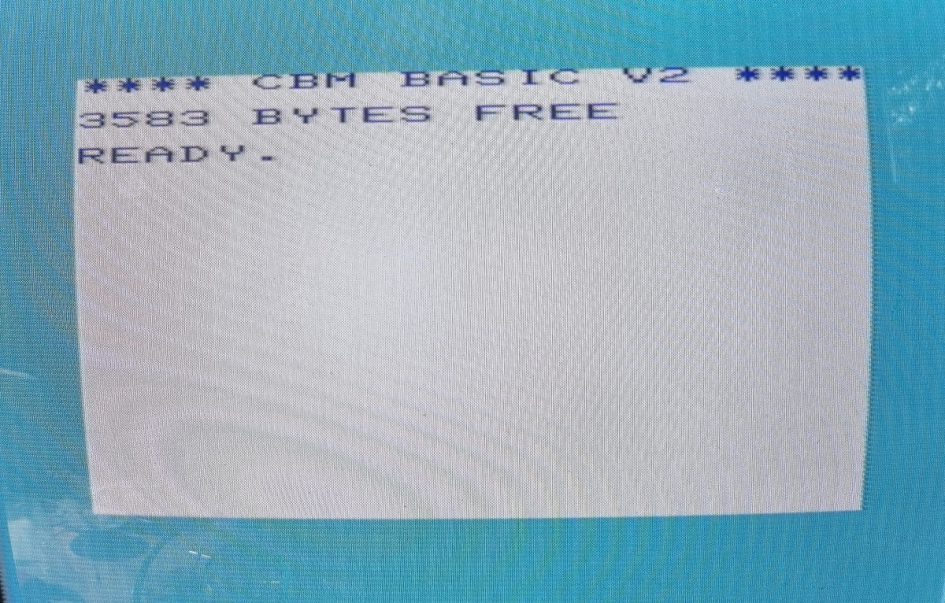 **** CBM BASIC V2 ****
3583 BYTES FREE
READY.